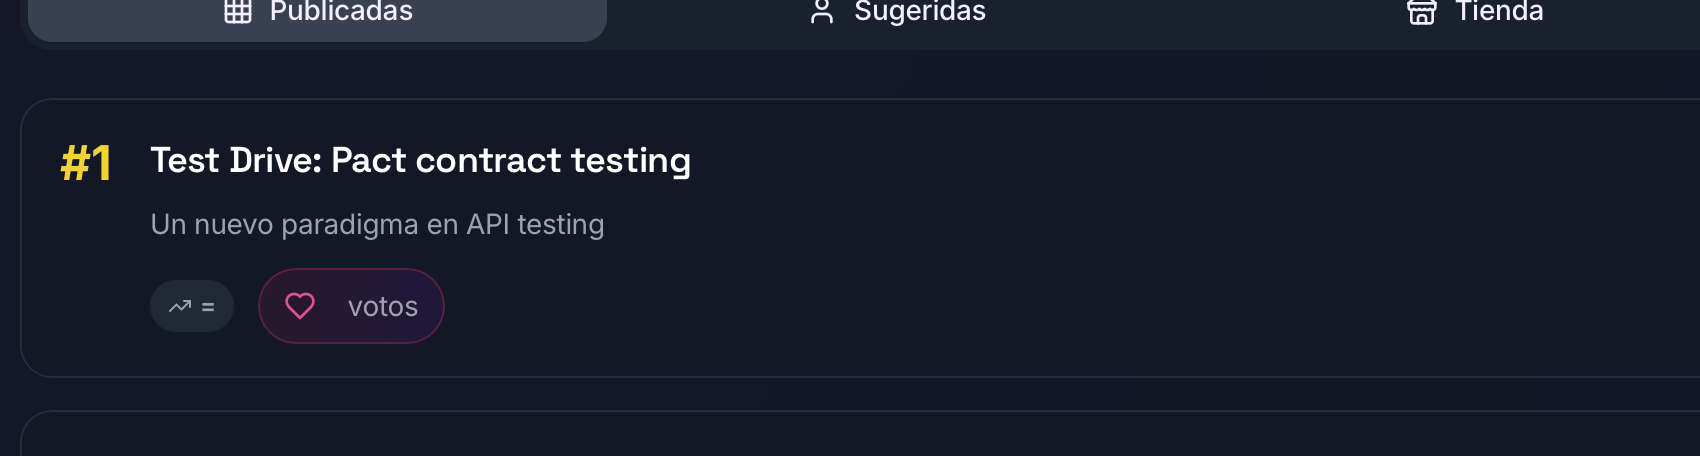 Publicadas
Sugeridas
Tienda
#1
Test Drive: Pact contract testing
Un nuevo paradigma en API testing
=
votos